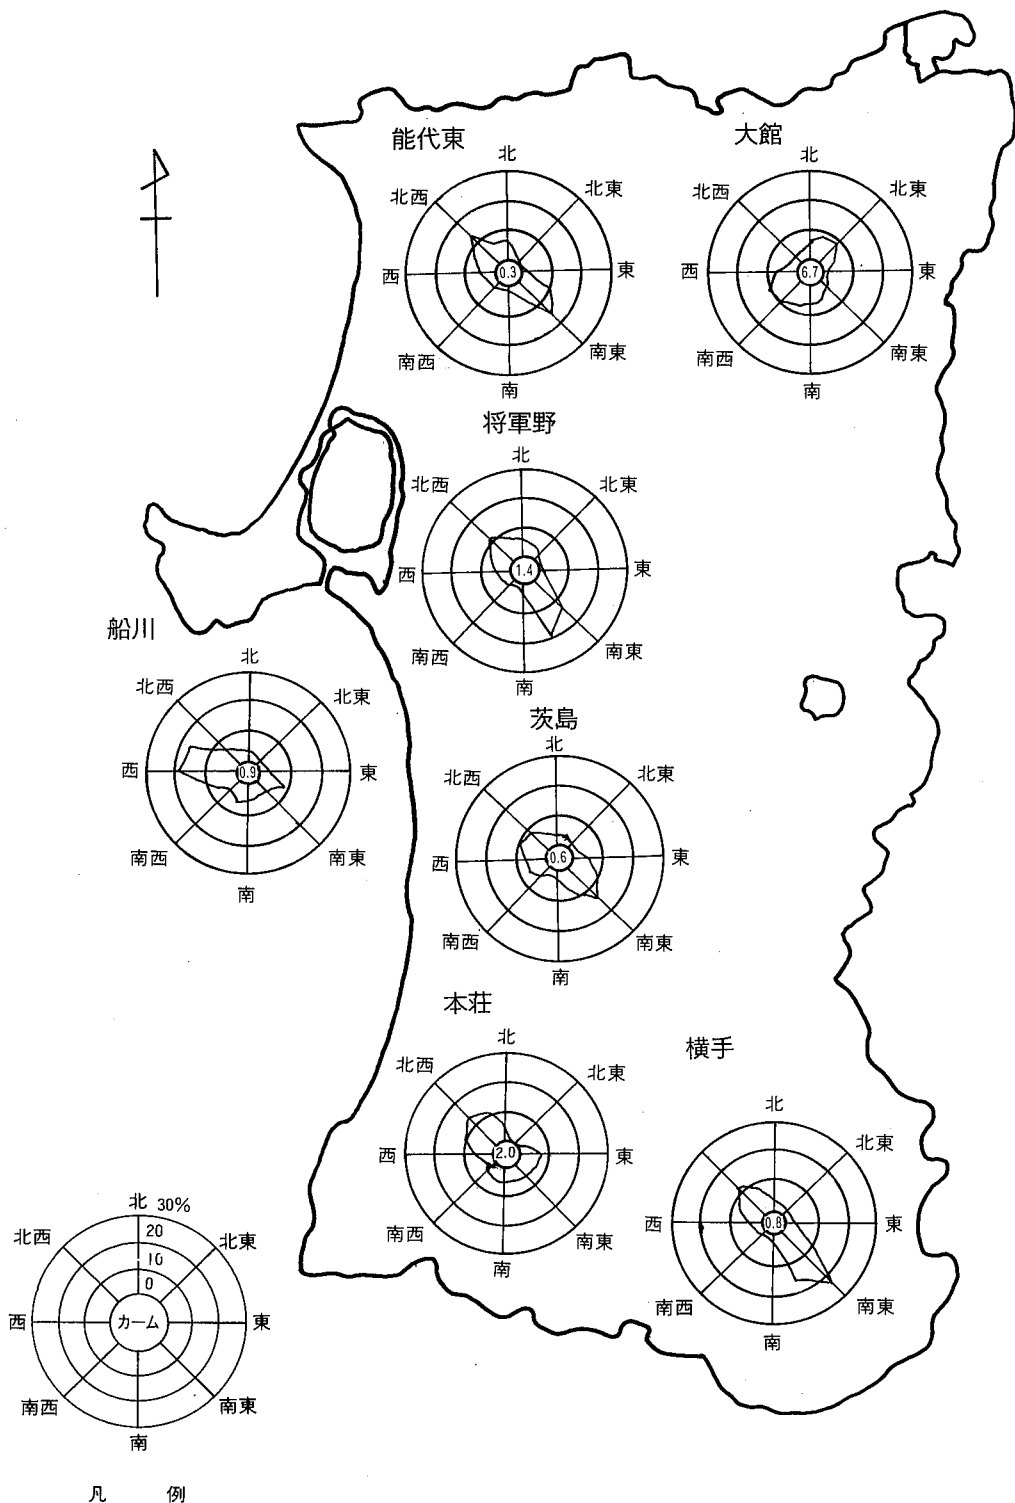 能代東
北
北西
北東
西
0.3
東
南西
南東
南
大館
北
北西
北東
西
6.7
東
南西
南東
南
将軍野
北
北西
北東
西
1.4
東
南西
南東
南
船川
北
北西
北東
西
0.9
東
南西
南東
南
茨島
北
北西
北東
西
0.6
東
南西
南東
南
本荘
北
北西
北東
西
2.0
東
南西
南東
南
横手
北
北東
西
0.8
東
南西
南東
南
北 30%
北西
20
北東
10
0
西
カーム
東
南西
南東
南
凡 例